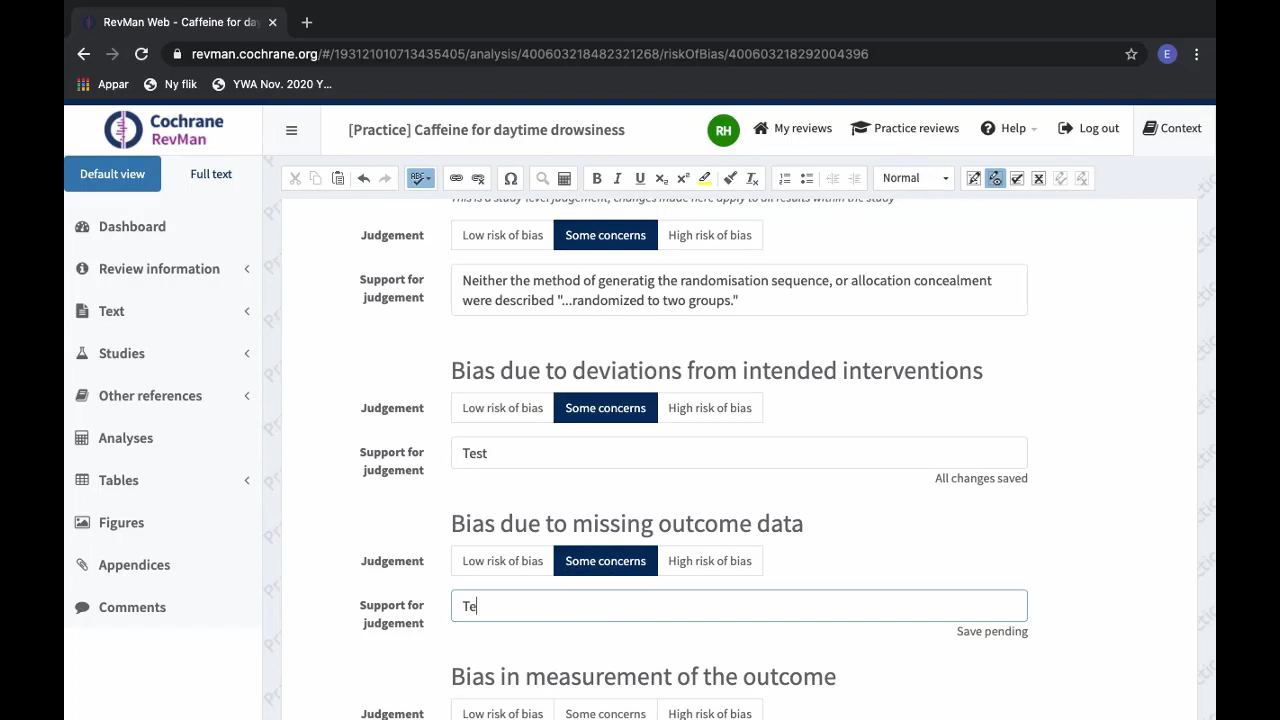 RevMan Web - Caffeine for da
revman.cochrane.org/#/193121010713435405/analysis/400603218482321268/riskOfBias/400603218292004396
E
Appar
Ny flik
YWA Nov. 2020 Y...
Cochrane
RevMan
[Practice] Caffeine for daytime drowsiness
RH
My reviews
Practice reviews
Help
Log out
Context
Default view
Full text
ABC
Ω
B
I
U
X₂
X²
Tx
Normal
Dashboard
Review information
Text
Studies
Other references
Analyses
Tables
Figures
Appendices
Comments
This is a study level judgement, changes made here apply to all results within the study
Judgement
Low risk of bias
Some concerns
High risk of bias
Support for
judgement
Neither the method of generatig the randomisation sequence, or allocation concealment
were described "...randomized to two groups."
Bias due to deviations from intended interventions
Judgement
Low risk of bias
Some concerns
High risk of bias
Support for
judgement
Test
All changes saved
Bias due to missing outcome data
Judgement
Low risk of bias
Some concerns
High risk of bias
Support for
judgement
Te
Save pending
Bias in measurement of the outcome
Judgement
Low risk of bias
Some concerns
High risk of bias